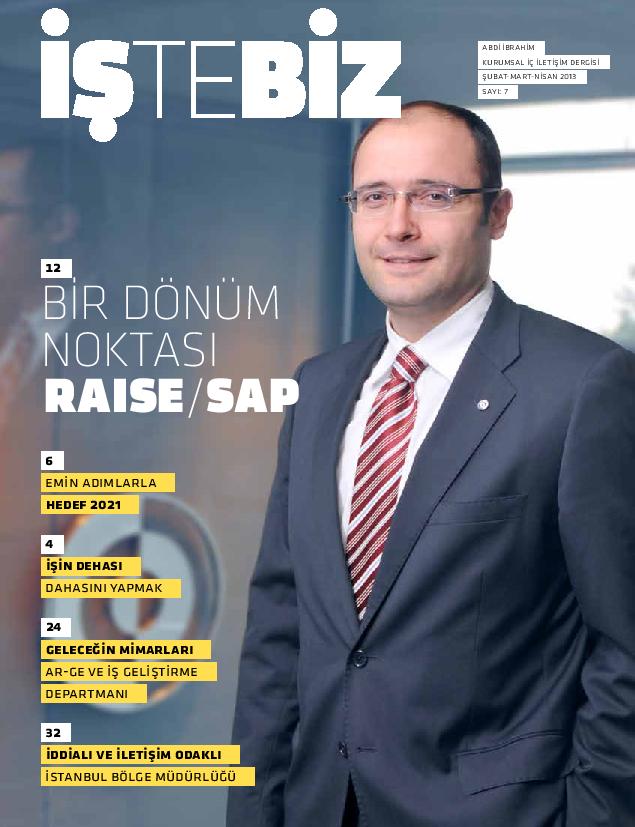 İŞTEBİZ
ABDİ İBRAHİM
KURUMSAL İÇ İLETİŞİM DERGİSİ
ŞUBAT-MART-NİSAN 2013
SAYI: 7
12
BİR DÖNÜM
NOKTASI
RAISE/SAP
6
EMİN ADIMLARLA
HEDEF 2021
4
İŞİN DEHASI
DAHASINI YAPMAK
24
GELECEĞİN MİMARLARI
AR-GE VE İŞ GELİŞTİRME
DEPARTMANI
32
İDDİALI VE İLETİŞİM ODAKLI
İSTANBUL BÖLGE MÜDÜRLÜĞÜ